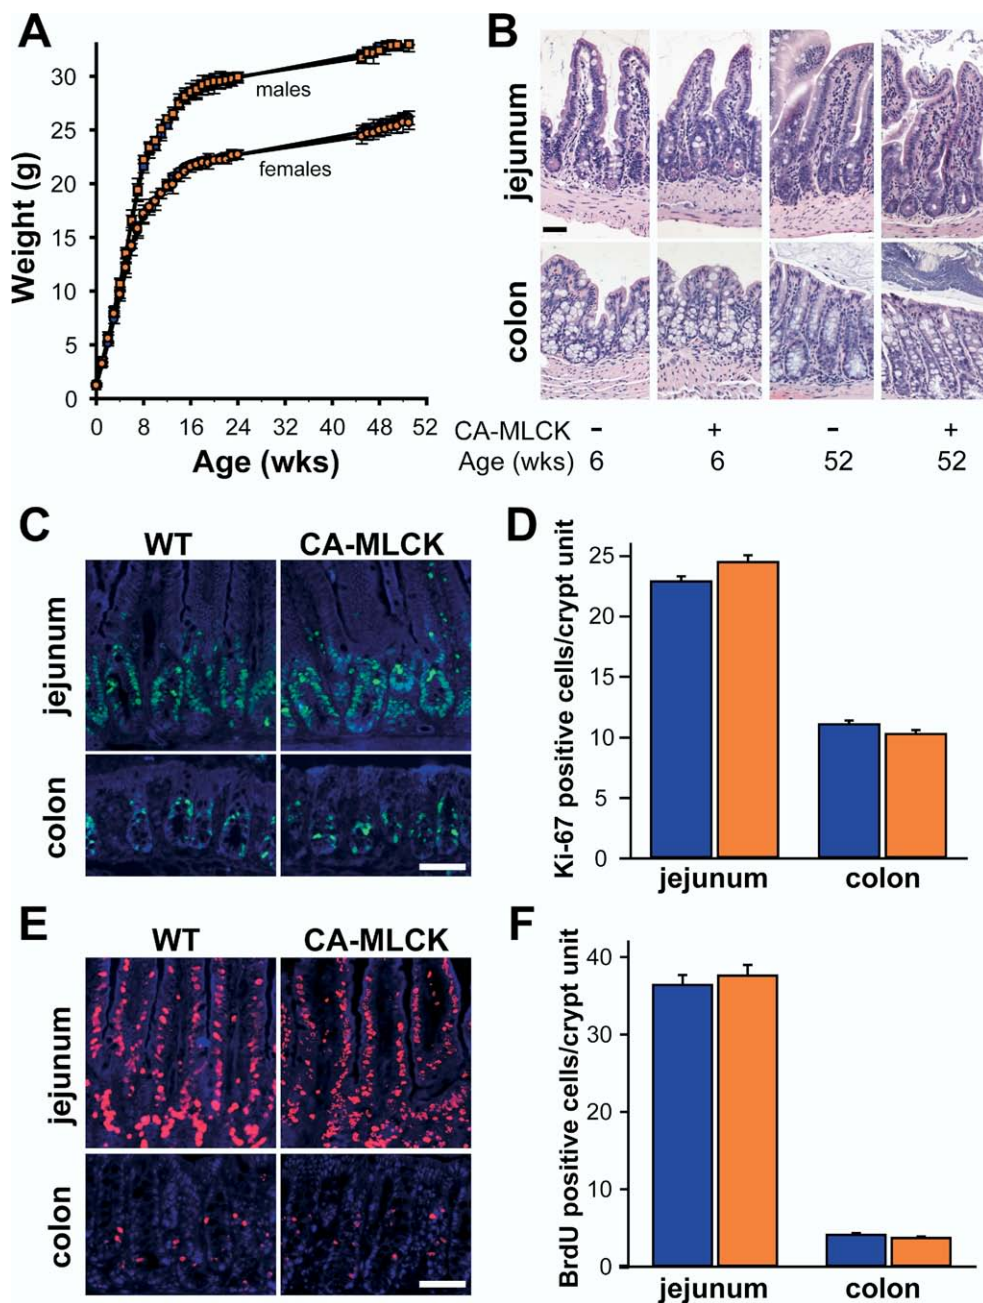 A
Weight (g)
30
25
20
15
10
5
0
males
females
0 8 16 24 48 52
Age (wks)
B
jejunum
colon
CA-MLCK - + - +
Age (wks) 6 6 52 52
C
WT CA-MLCK
jejunum
colon
D
Ki-67 positive cells/crypt unit
25
20
15
10
5
0
jejunum colon
E
WT CA-MLCK
jejunum
colon
F
BrdU positive cells/crypt unit
40
30
20
10
0
jejunum colon